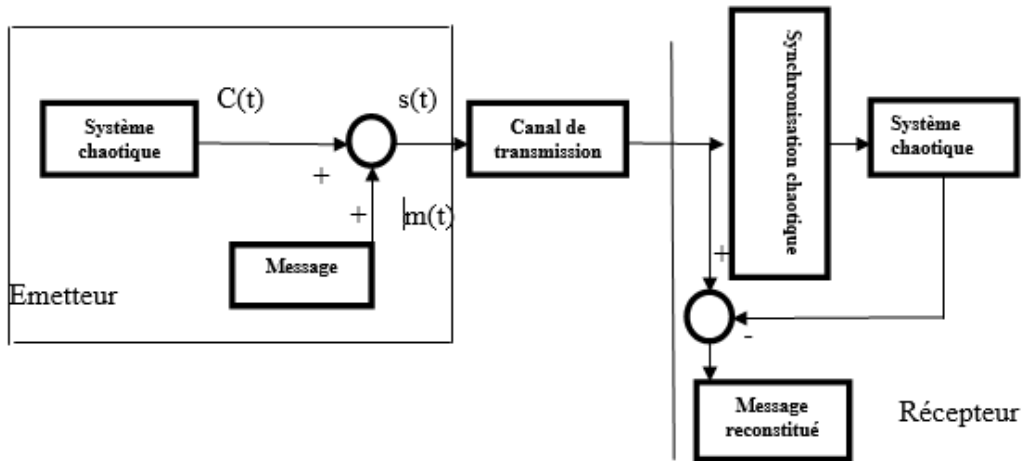 C(t)
s(t)
Système
chaotique
+
+
m(t)
Message
Emetteur
Canal de
transmission
Synchronisation chaotique
Système
chaotique
+
-
Message
reconstitué
Récepteur